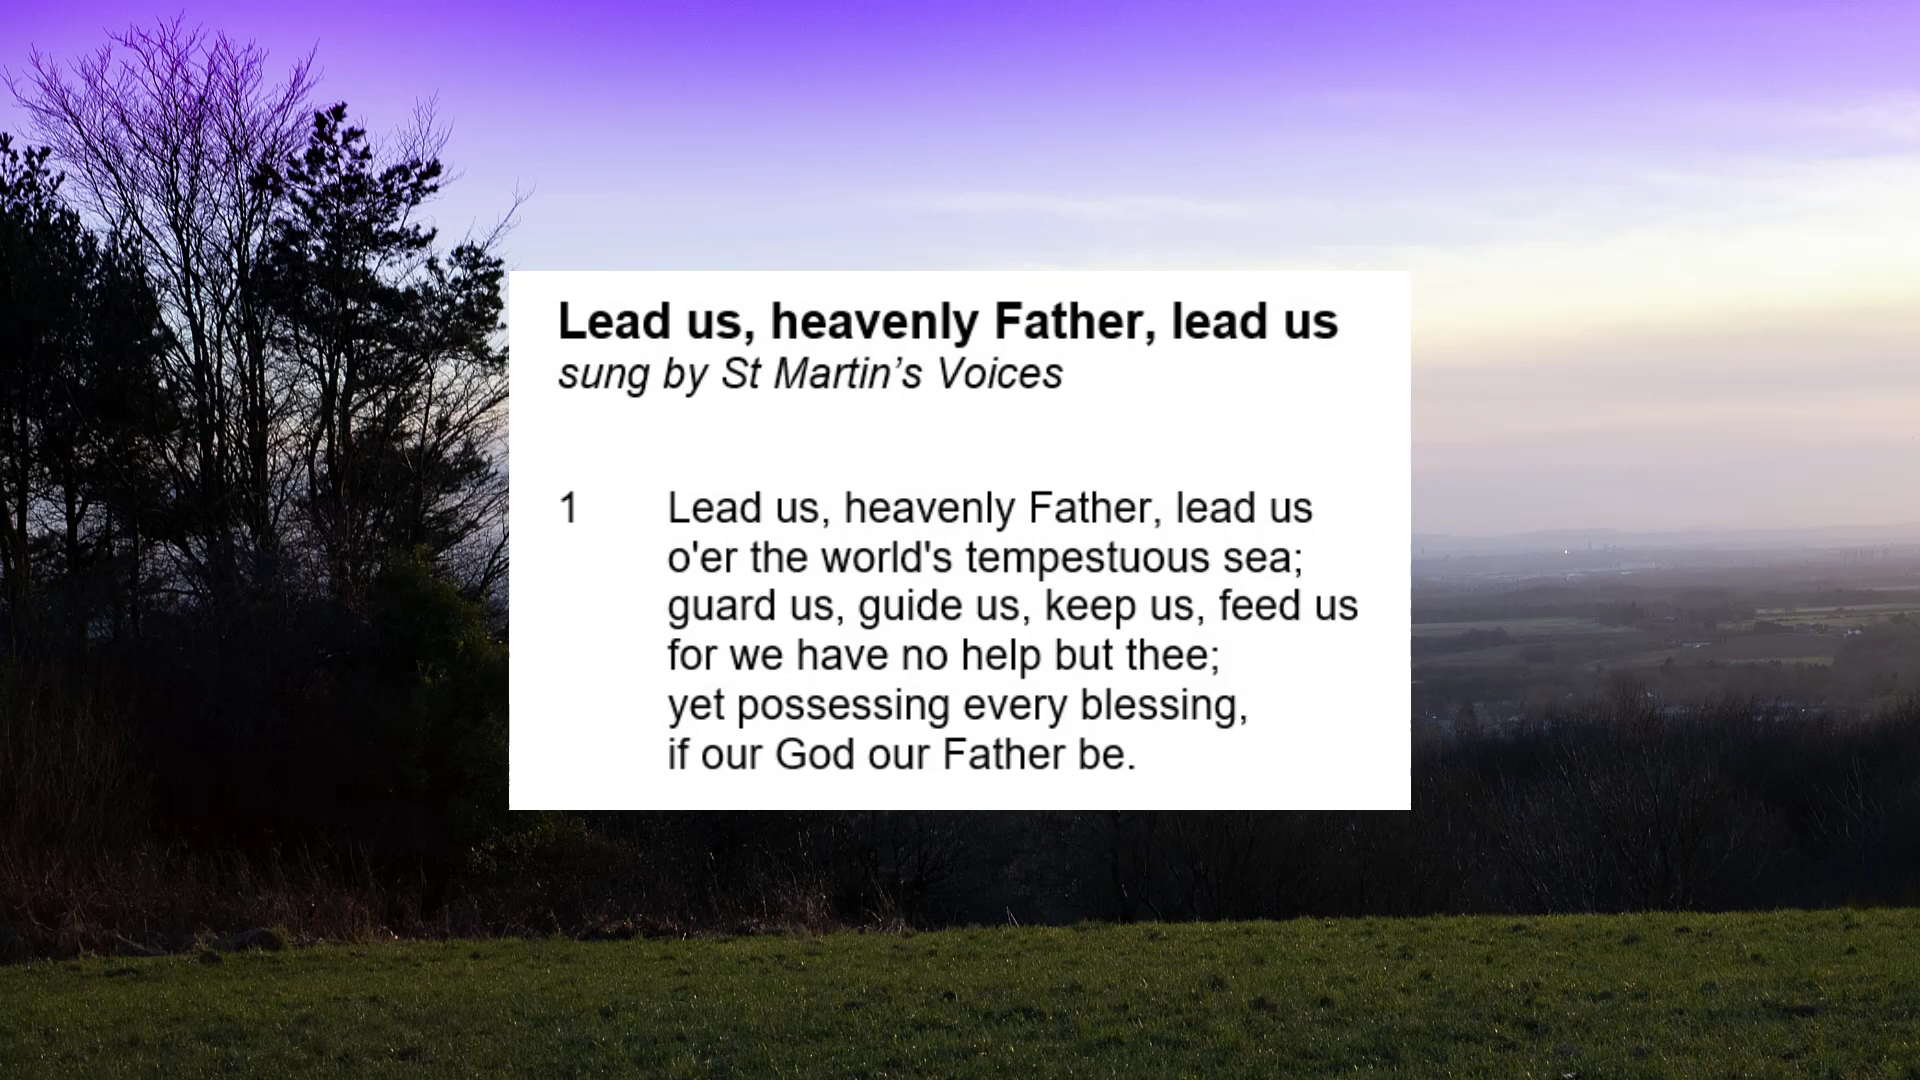 Lead us, heavenly Father, lead us
sung by St Martin’s Voices
1 Lead us, heavenly Father, lead us
o'er the world's tempestuous sea;
guard us, guide us, keep us, feed us
for we have no help but thee;
yet possessing every blessing,
if our God our Father be.